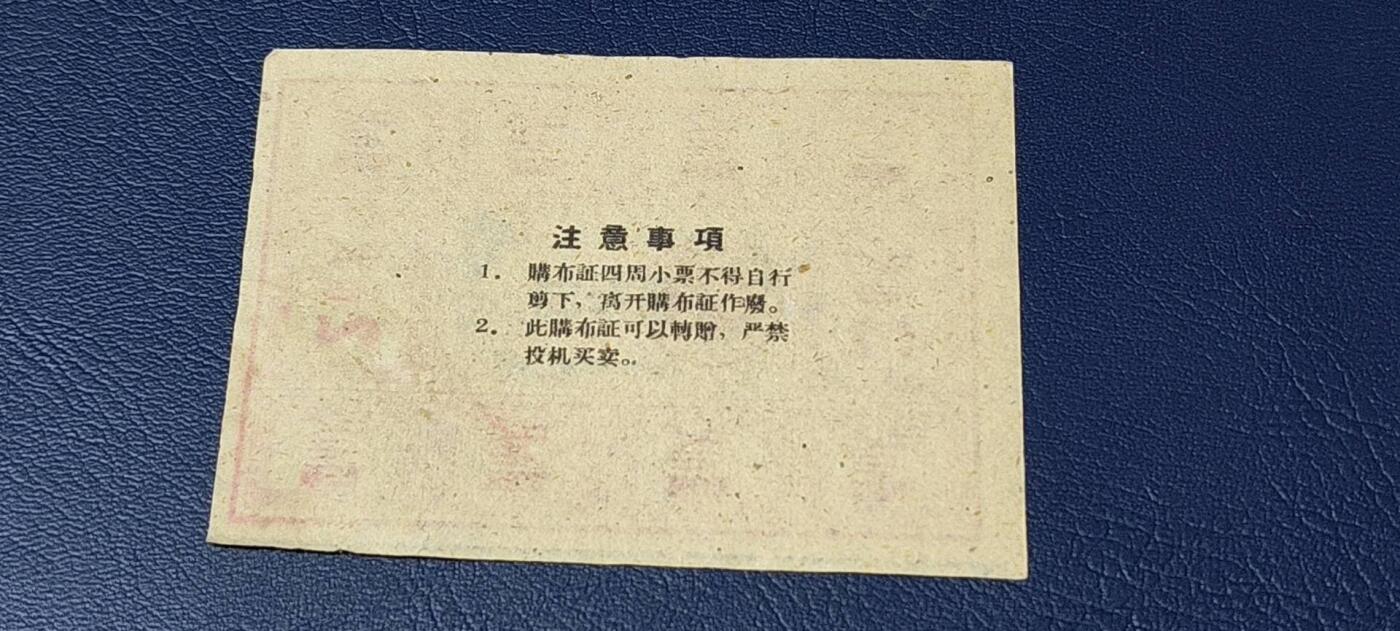 注意事項
1. 購布証四周小票不得自行
剪下，离开購布証作廢。
2. 此購布証可以轉贈，严禁
投机买卖。